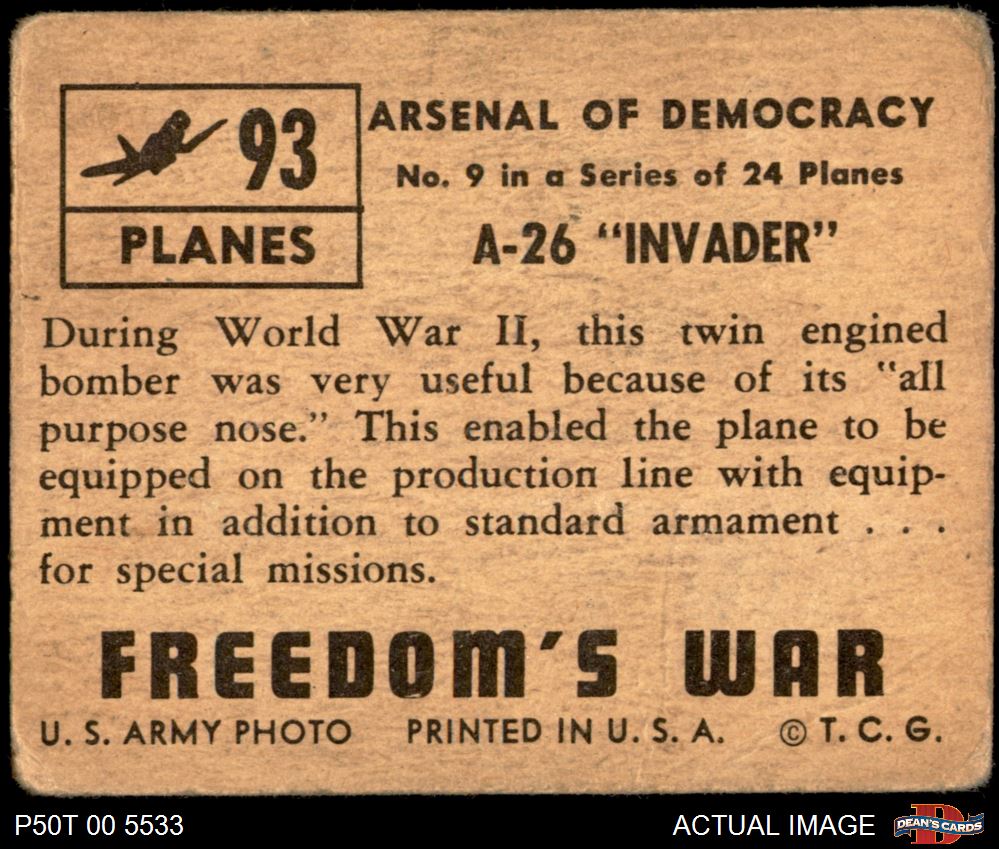 93
PLANES
ARSENAL OF DEMOCRACY
No. 9 in a Series of 24 Planes
A-26 "INVADER"
During World War II, this twin engined
bomber was very useful because of its "all
purpose nose." This enabled the plane to be
equipped on the production line with equip-
ment in addition to standard armament . . .
for special missions.
FREEDOM'S WAR
U. S. ARMY PHOTO PRINTED IN U. S. A. © T. C. G.
P50T 00 5533 ACTUAL IMAGE DEAN'S CARDS